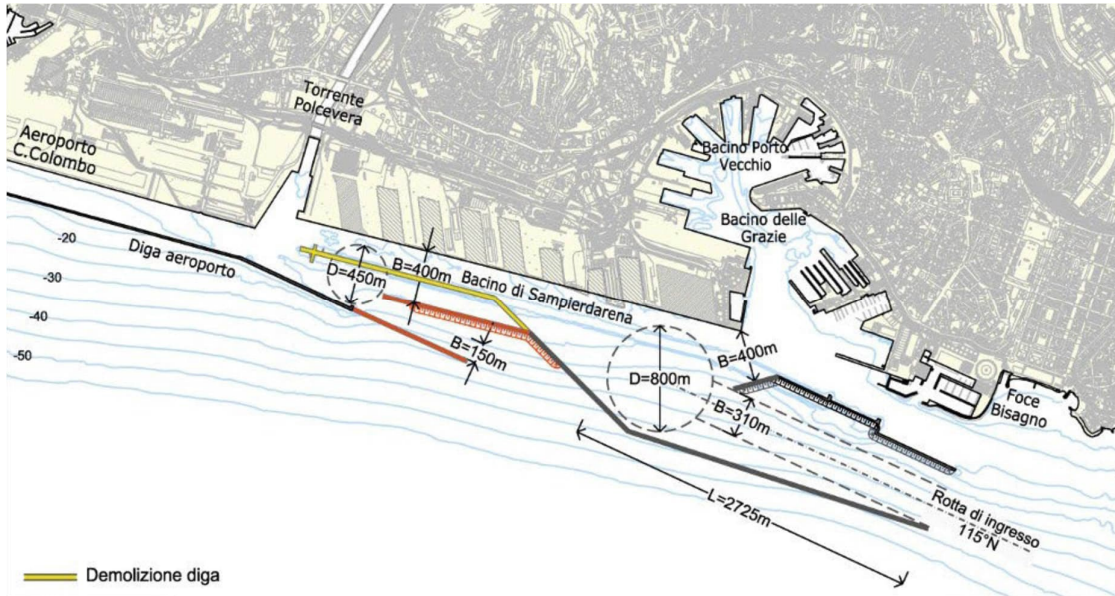 Torrente
Polcevera
Aeroporto
C.Colombo
Bacino Porto
Vecchio
Bacino delle
Grazie
-20
-30
-40
-50
Diga aeroporto
D=450m
B=400m
Bacino di Sampierdarena
B=150m
D=800m
B=400m
B=310m
Foce
Bisagno
L=2725m
Rotta di ingresso
115°N
Demolizione diga